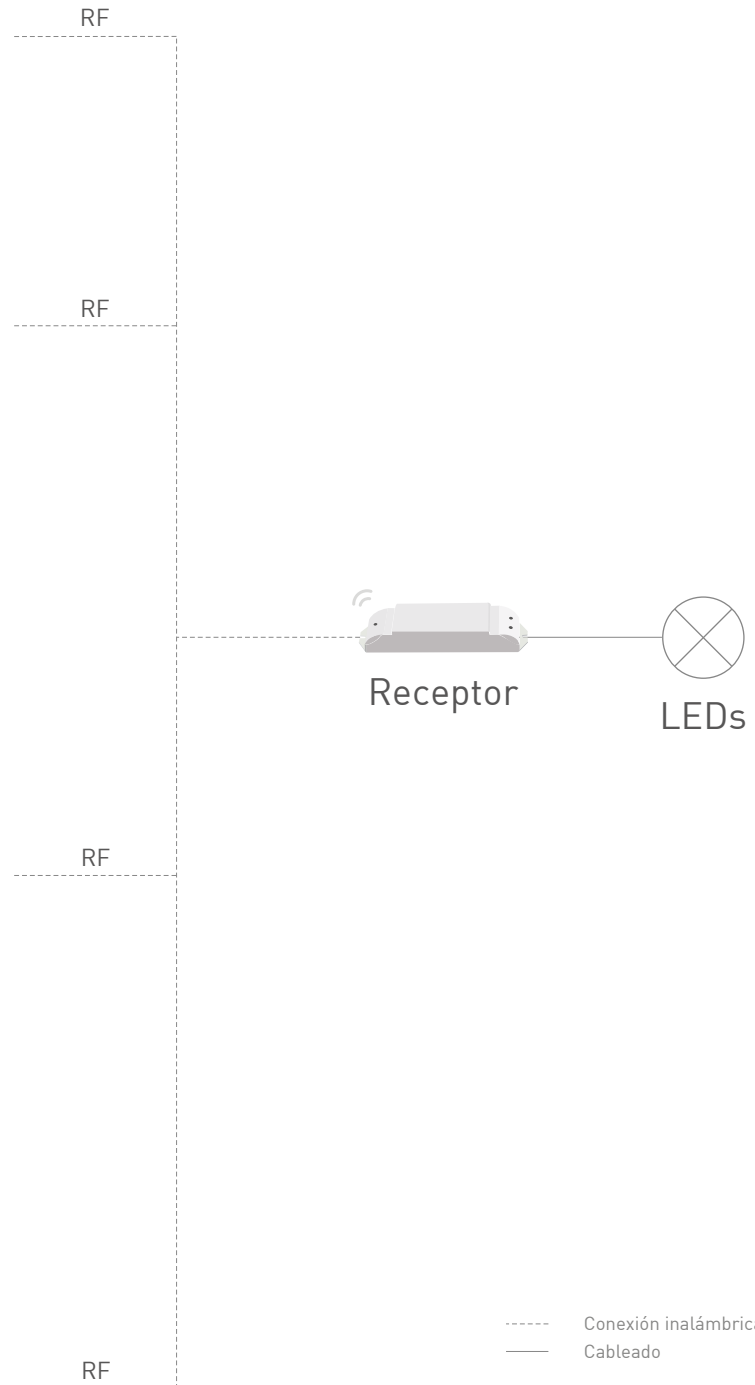 RF
RF
Receptor
LEDs
RF
Conexión inalámbrica
Cableado
RF